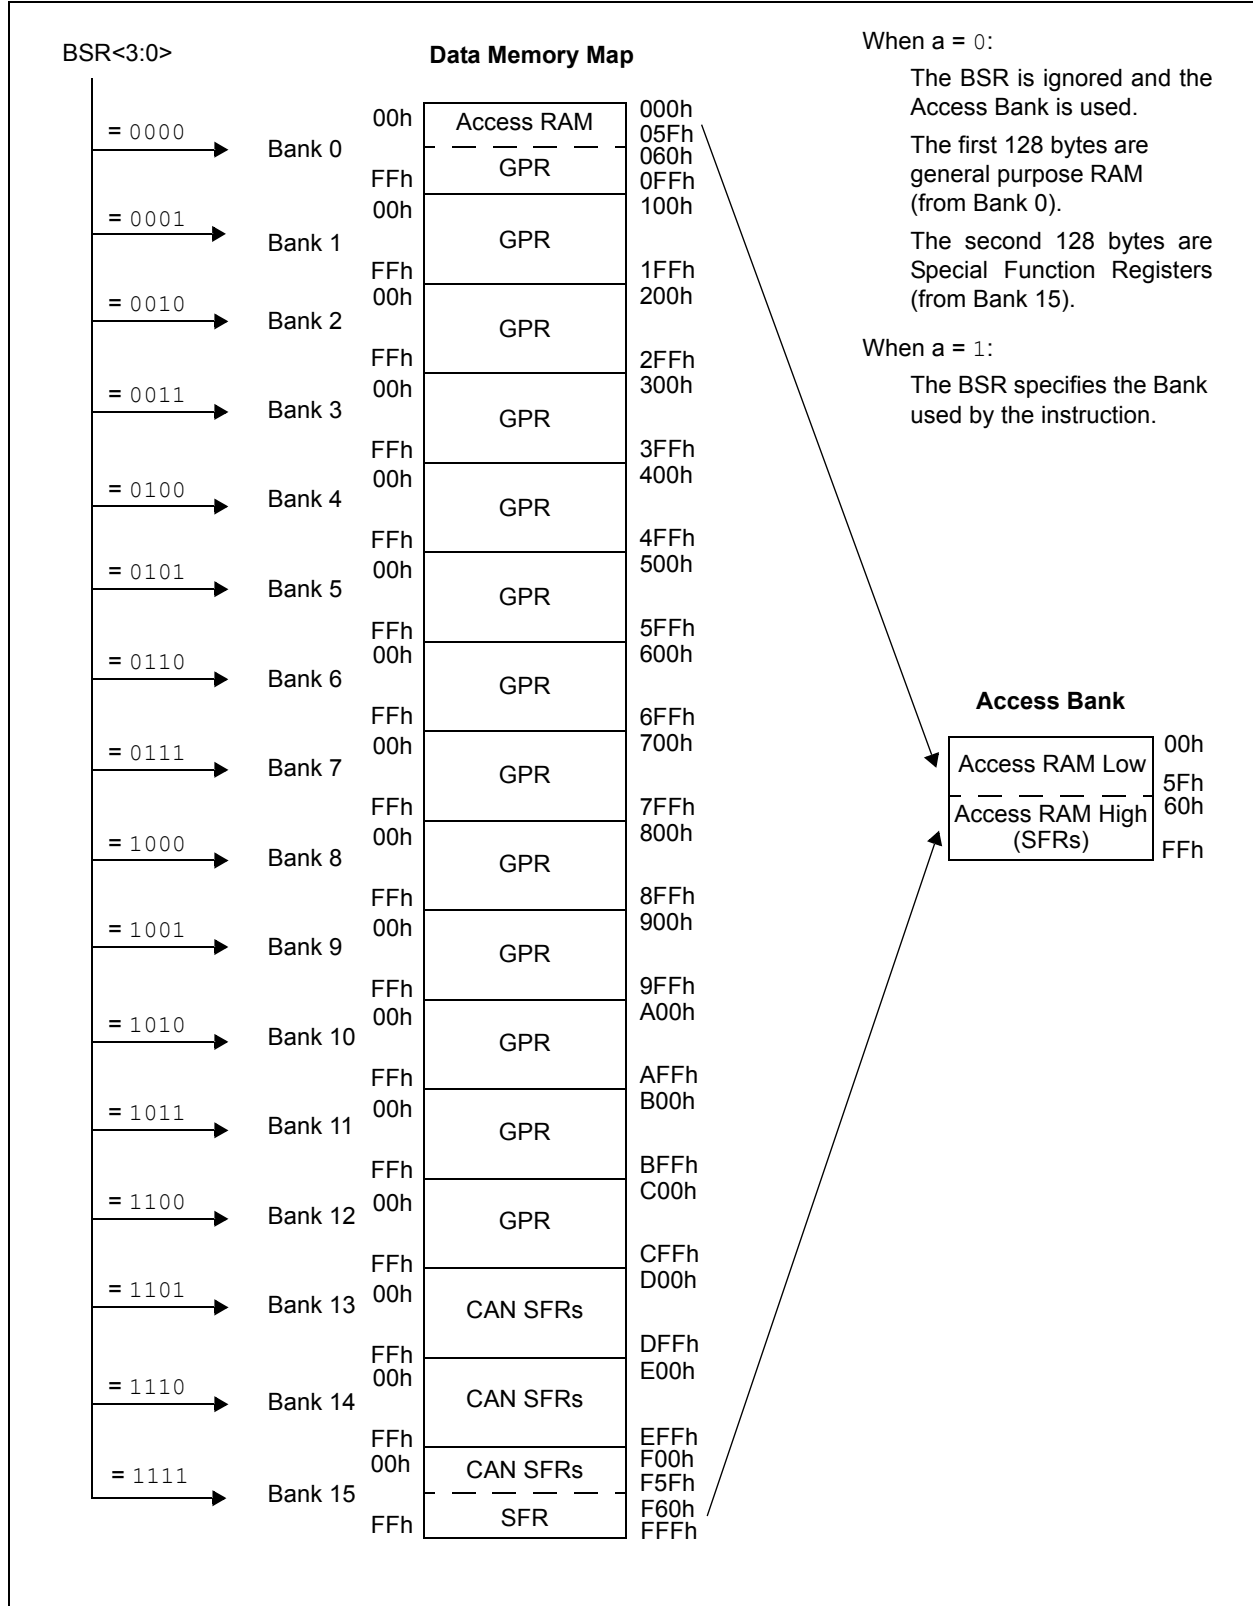 BSR<3:0>
Data Memory Map
When a = 0:
The BSR is ignored and the
Access Bank is used.
The first 128 bytes are
general purpose RAM
(from Bank 0).
The second 128 bytes are
Special Function Registers
(from Bank 15).
When a = 1:
The BSR specifies the Bank
used by the instruction.
= 0000
Bank 0
00h
Access RAM
000h
05Fh
060h
GPR
FFh
0FFh
= 0001
Bank 1
00h
GPR
100h
FFh
1FFh
= 0010
Bank 2
00h
GPR
200h
FFh
2FFh
= 0011
Bank 3
00h
GPR
300h
FFh
3FFh
= 0100
Bank 4
00h
GPR
400h
FFh
4FFh
= 0101
Bank 5
00h
GPR
500h
FFh
5FFh
= 0110
Bank 6
00h
GPR
600h
FFh
6FFh
= 0111
Bank 7
00h
GPR
700h
FFh
7FFh
= 1000
Bank 8
00h
GPR
800h
FFh
8FFh
= 1001
Bank 9
00h
GPR
900h
FFh
9FFh
= 1010
Bank 10
00h
GPR
A00h
FFh
AFFh
= 1011
Bank 11
00h
GPR
B00h
FFh
BFFh
= 1100
Bank 12
00h
GPR
C00h
FFh
CFFh
= 1101
Bank 13
00h
CAN SFRs
D00h
FFh
DFFh
= 1110
Bank 14
00h
CAN SFRs
E00h
FFh
EFFh
= 1111
Bank 15
00h
CAN SFRs
F00h
F5Fh
F60h
SFR
FFh
FFFh
Access Bank
Access RAM Low
00h
5Fh
60h
Access RAM High
(SFRs)
FFh